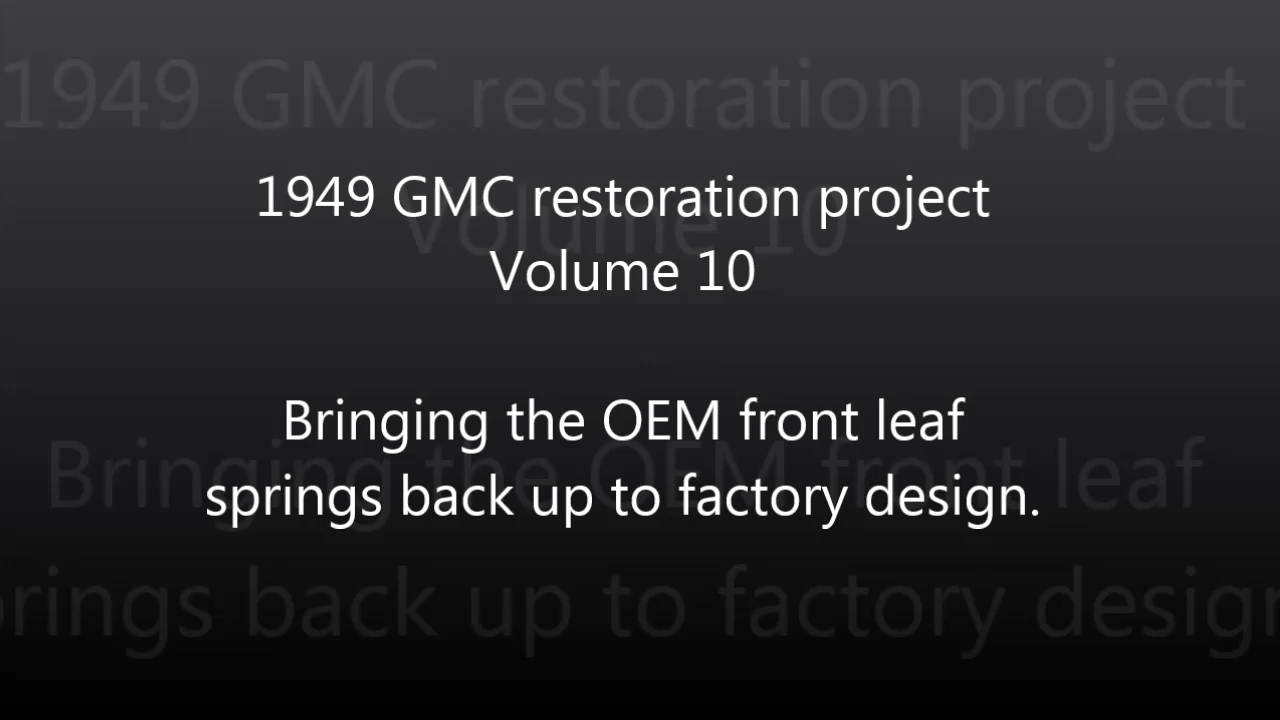 1949 GMC restoration project
Volume 10
Bringing the OEM front leaf
springs back up to factory design.